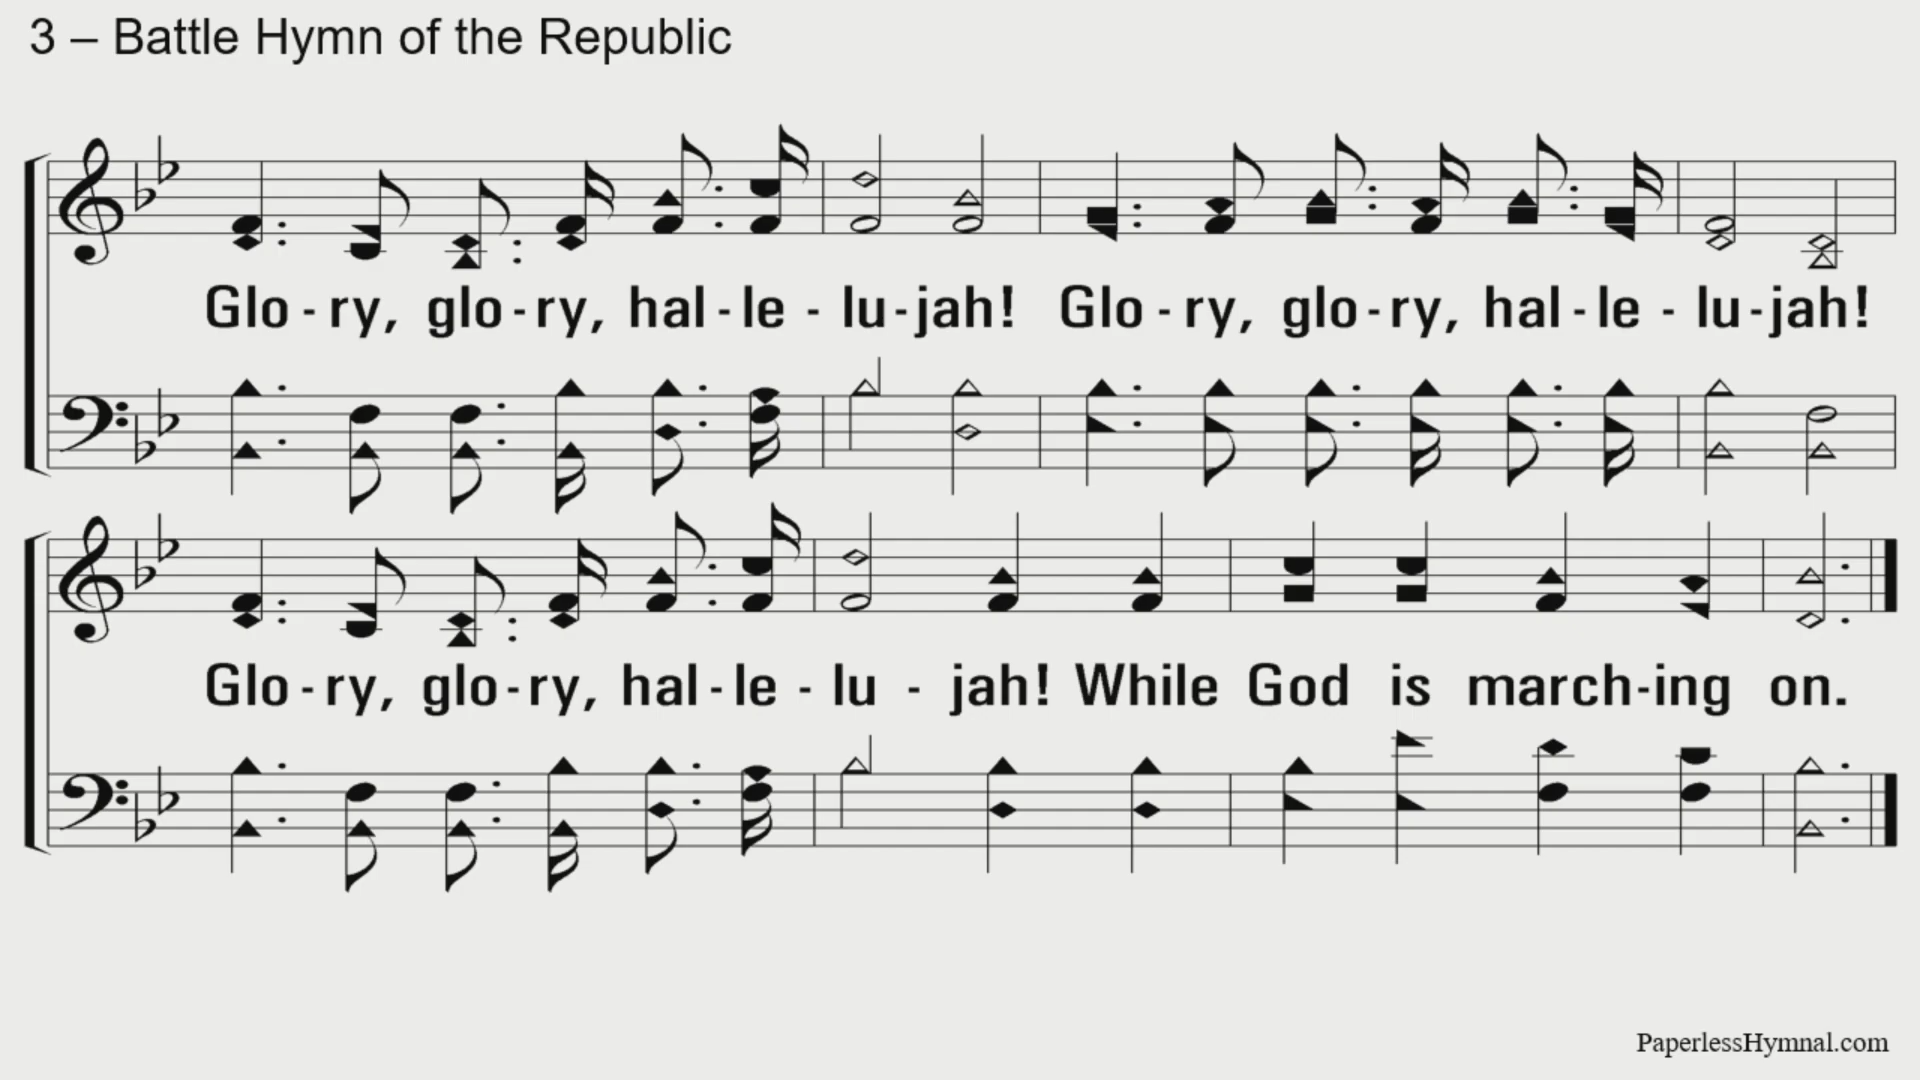 3 – Battle Hymn of the Republic
Glo - ry, glo - ry, hal - le - lu - jah! Glo - ry, glo - ry, hal - le - lu - jah!
Glo - ry, glo - ry, hal - le - lu - jah! While God is march - ing on.
PaperlessHymnal.com